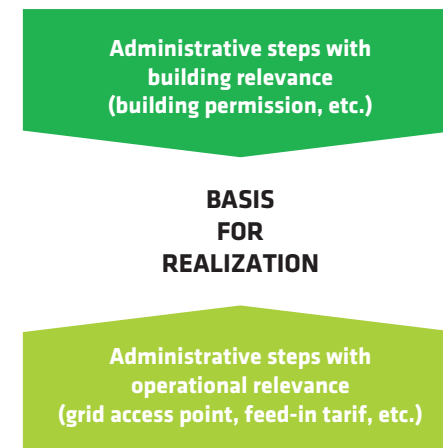 Administrative steps with
building relevance
(building permission, etc.)
BASIS
FOR
REALIZATION
Administrative steps with
operational relevance
(grid access point, feed-in tarif, etc.)